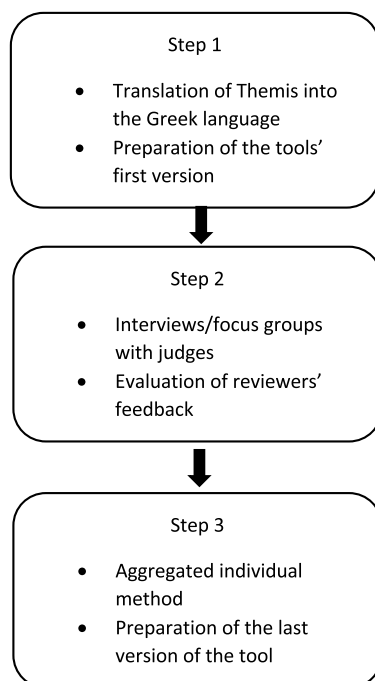 Step 1
• Translation of Themis into
the Greek language
• Preparation of the tools'
first version
Step 2
• Interviews/focus groups
with judges
• Evaluation of reviewers'
feedback
Step 3
• Aggregated individual
method
• Preparation of the last
version of the tool